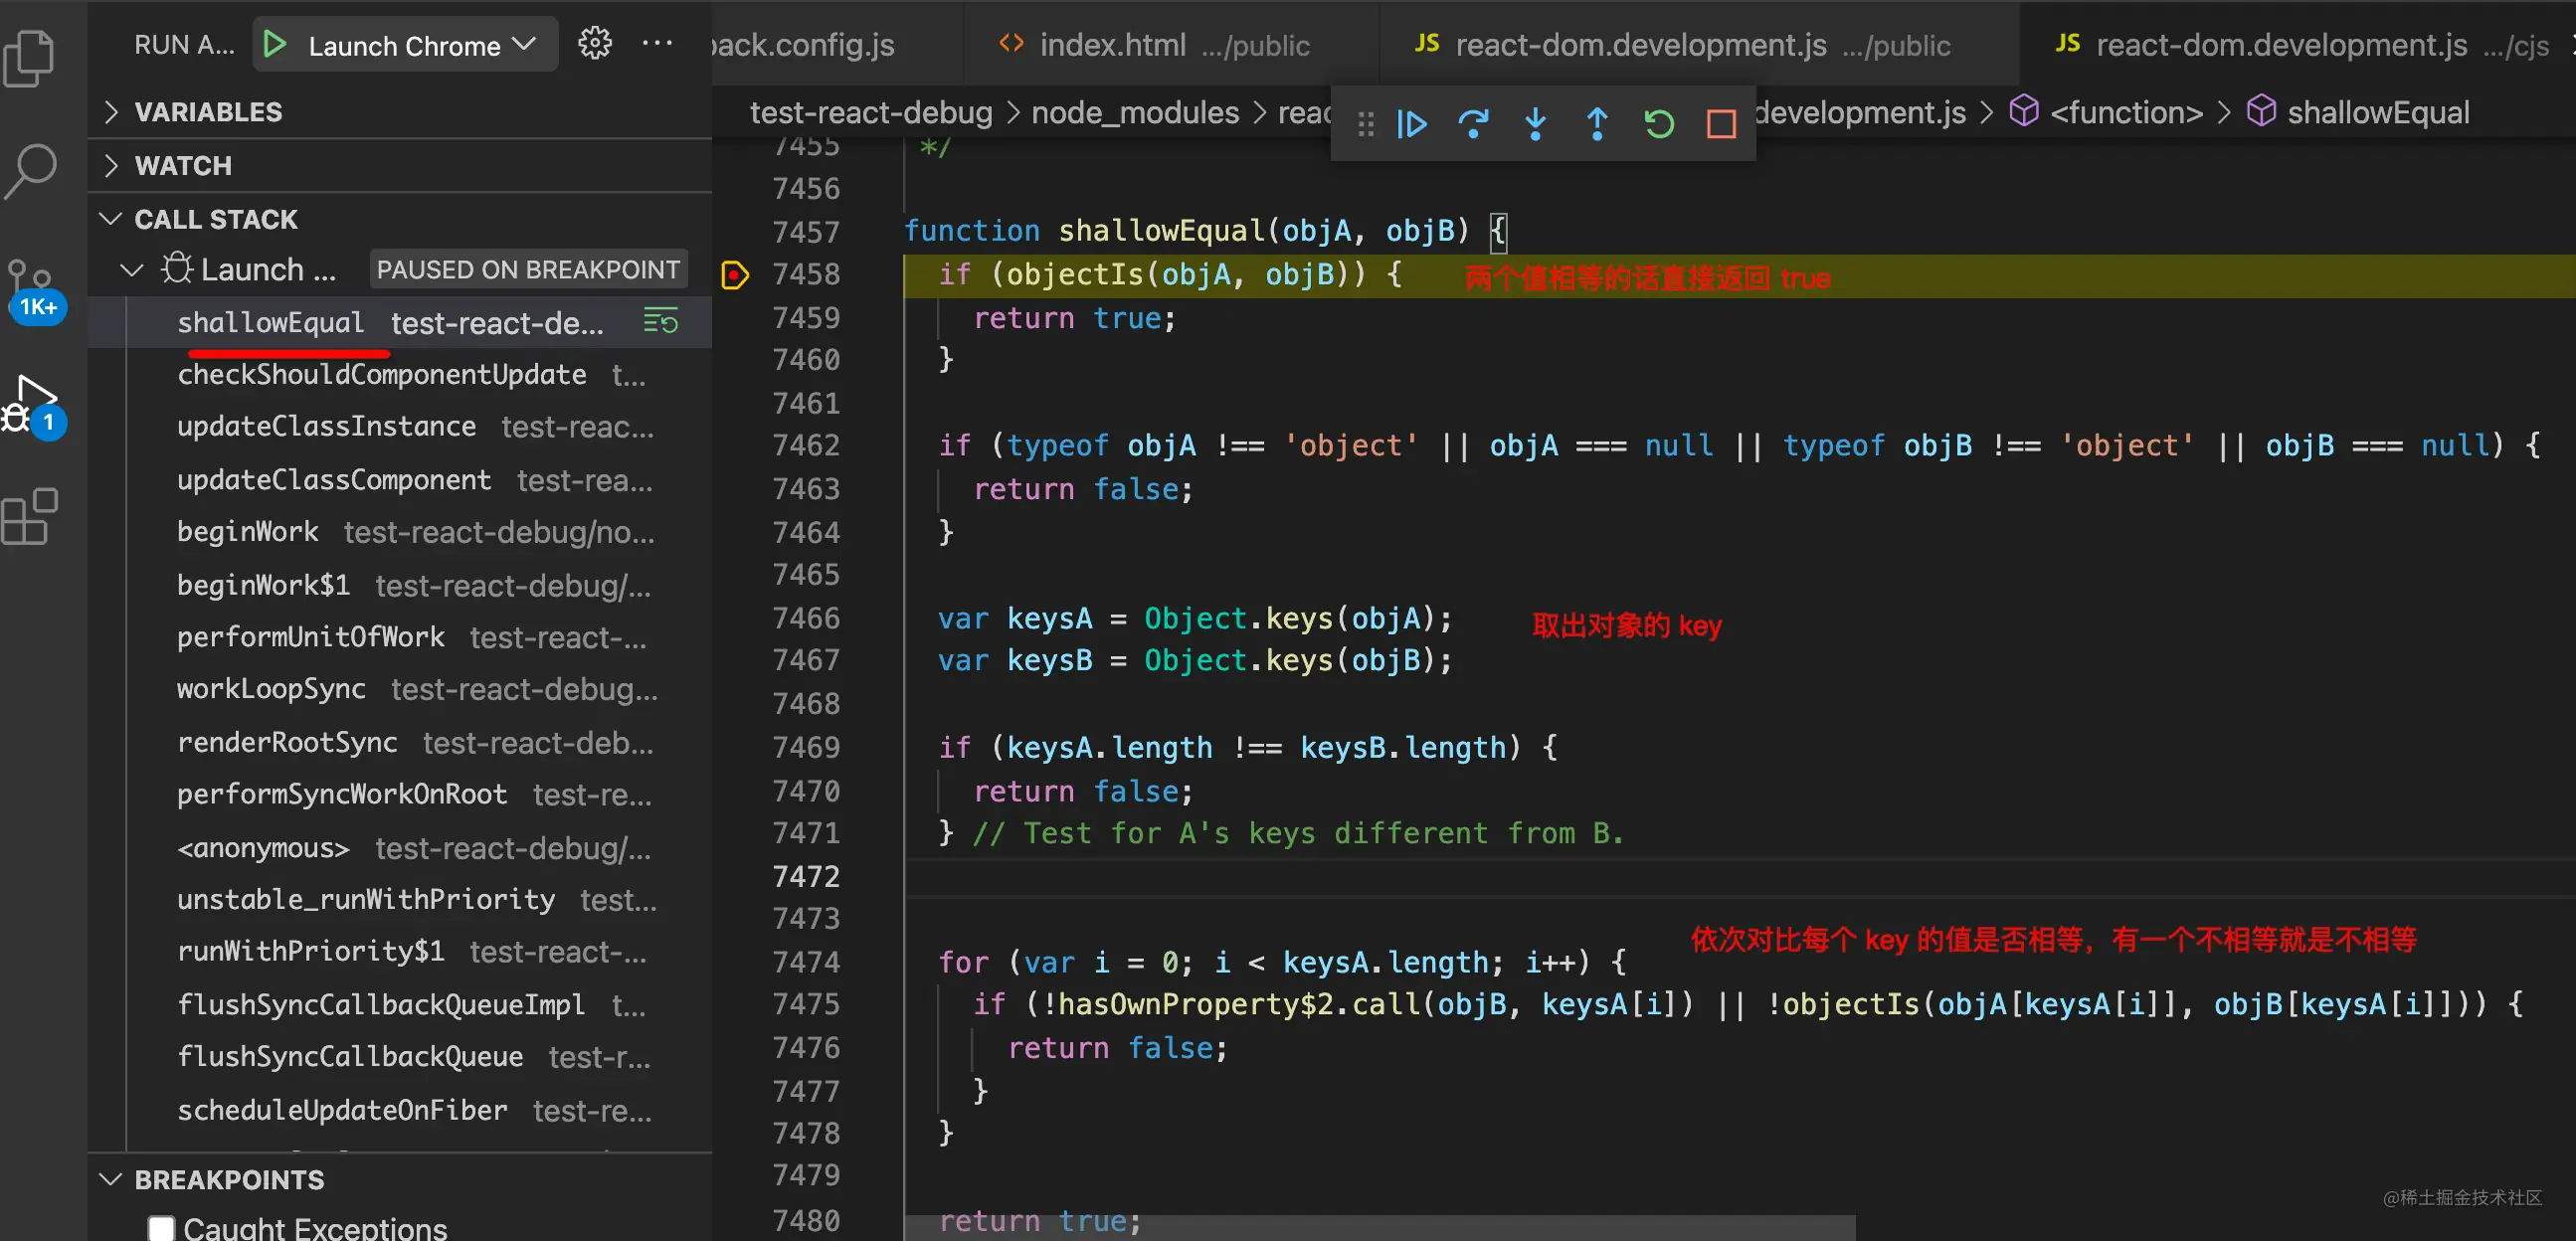 RUN A... Launch Chrome
VARIABLES
WATCH
CALL STACK
Launch ... PAUSED ON BREAKPOINT
shallowEqual test-react-de...
checkShouldComponentUpdate t...
updateClassInstance test-reac...
updateClassComponent test-rea...
beginWork test-react-debug/no...
beginWork$1 test-react-debug/...
performUnitOfWork test-react-...
workLoopSync test-react-debug...
renderRootSync test-react-deb...
performSyncWorkOnRoot test-re...
<anonymous> test-react-debug/...
unstable_runWithPriority test...
runWithPriority$1 test-react-...
flushSyncCallbackQueueImpl t...
flushSyncCallbackQueue test-r...
scheduleUpdateOnFiber test-re...
BREAKPOINTS
Caught Exceptions
1K+
1
pack.config.js <> index.html .../public JS react-dom.development.js .../public JS react-dom.development.js .../cjs
test-react-debug > node_modules > reac development.js > <function> > shallowEqual
7455 */
7456
7457 function shallowEqual(objA, objB) {
7458 if (objectIs(objA, objB)) { 两个值相等的话直接返回 true
7459 return true;
7460 }
7461
7462 if (typeof objA !== 'object' || objA === null || typeof objB !== 'object' || objB === null) {
7463 return false;
7464 }
7465
7466 var keysA = Object.keys(objA); 取出对象的 key
7467 var keysB = Object.keys(objB);
7468
7469 if (keysA.length !== keysB.length) {
7470 return false;
7471 } // Test for A's keys different from B.
7472
7473
依次对比每个 key 的值是否相等，有一个不相等就是不相等
7474 for (var i = 0; i < keysA.length; i++) {
7475 if (!hasOwnProperty$2.call(objB, keysA[i]) || !objectIs(objA[keysA[i]], objB[keysA[i]])) {
7476 return false;
7477 }
7478 }
7479
7480 return true;
@稀土掘金技术社区